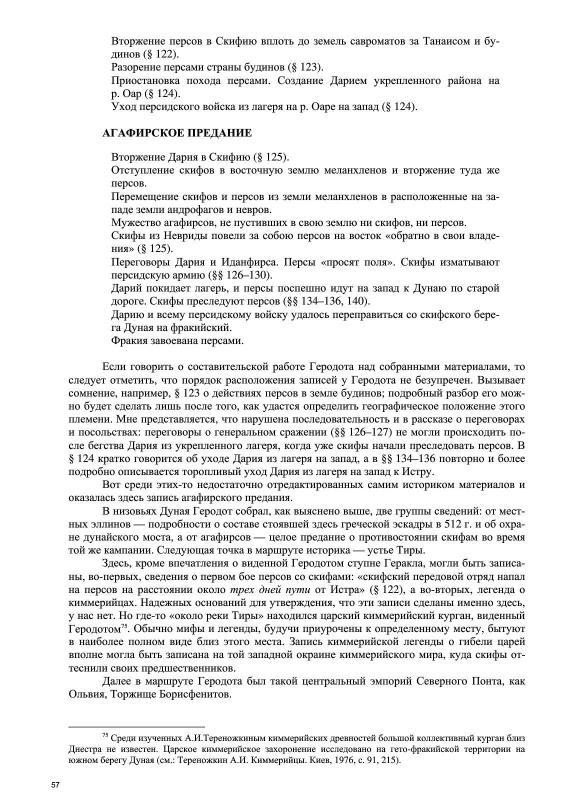 Вторжение персов в Скифию вплоть до земель савроматов за Танаисом и бу-
динов (§ 122).
Разорение персами страны будинов (§ 123).
Приостановка похода персами. Создание Дарием укрепленного района на
р. Оар (§ 124).
Уход персидского войска из лагеря на р. Оаре на запад (§ 124).
АГАФИРСКОЕ ПРЕДАНИЕ
Вторжение Дария в Скифию (§ 125).
Отступление скифов в восточную землю меланхленов и вторжение туда же
персов.
Перемещение скифов и персов из земли меланхленов в расположенные на за-
паде земли андрофагов и невров.
Мужество агафирсов, не пустивших в свою землю ни скифов, ни персов.
Скифы из Невриды повели за собою персов на восток «обратно в свои владе-
ния» (§ 125).
Переговоры Дария и Иданфирса. Персы «просят поля». Скифы изматывают
персидскую армию (§§ 126–130).
Дарий покидает лагерь, и персы поспешно идут на запад к Дунаю по старой
дороге. Скифы преследуют персов (§§ 134–136, 140).
Дарию и всему персидскому войску удалось переправиться со скифского бере-
га Дуная на фракийский.
Фракия завоевана персами.
Если говорить о составительской работе Геродота над собранными материалами, то
следует отметить, что порядок расположения записей у Геродота не безупречен. Вызывает
сомнение, например, § 123 о действиях персов в земле будинов; подробный разбор его мож-
но будет сделать лишь после того, как удастся определить географическое положение этого
племени. Мне представляется, что нарушена последовательность и в рассказе о переговорах
и посольствах: переговоры о генеральном сражении (§§ 126–127) не могли происходить по-
сле бегства Дария из укрепленного лагеря, когда уже скифы начали преследовать персов. В
§ 124 кратко говорится об уходе Дария из лагеря на запад, а в §§ 134–136 повторно и более
подробно описывается торопливый уход Дария из лагеря на запад к Истру.
Вот среди этих-то недостаточно отредактированных самим историком материалов и
оказалась здесь запись агафирского предания.
В низовьях Дуная Геродот собрал, как выяснено выше, две группы сведений: от мест-
ных эллинов — подробности о составе стоявшей здесь греческой эскадры в 512 г. и об охра-
не дунайского моста, а от агафирсов — целое предание о противостоянии скифам во время
той же кампании. Следующая точка в маршруте историка — устье Тиры.
Здесь, кроме впечатления о виденной Геродотом ступне Геракла, могли быть записа-
ны, во-первых, сведения о первом бое персов со скифами: «скифский передовой отряд напал
на персов на расстоянии около трех дней пути от Истра» (§ 122), а во-вторых, легенда о
киммерийцах. Надежных оснований для утверждения, что эти записи сделаны именно здесь,
у нас нет. Но где-то «около реки Тиры» находился царский киммерийский курган, виденный
Геродотом⁷⁵. Обычно мифы и легенды, будучи приурочены к определенному месту, бытуют
в наиболее полном виде близ этого места. Запись киммерийской легенды о гибели царей
вполне могла быть записана на той западной окраине киммерийского мира, куда скифы от-
теснили своих предшественников.
Далее в маршруте Геродота был такой центральный эмпорий Северного Понта, как
Ольвия, Торжище Борисфенитов.
⁷⁵ Среди изученных А.И.Тереножкиным киммерийских древностей большой коллективный курган близ
Днестра не известен. Царское киммерийское захоронение исследовано на гето-фракийской территории на
южном берегу Дуная (см.: Тереножкин А.И. Киммерийцы. Киев, 1976, с. 91, 215).
57